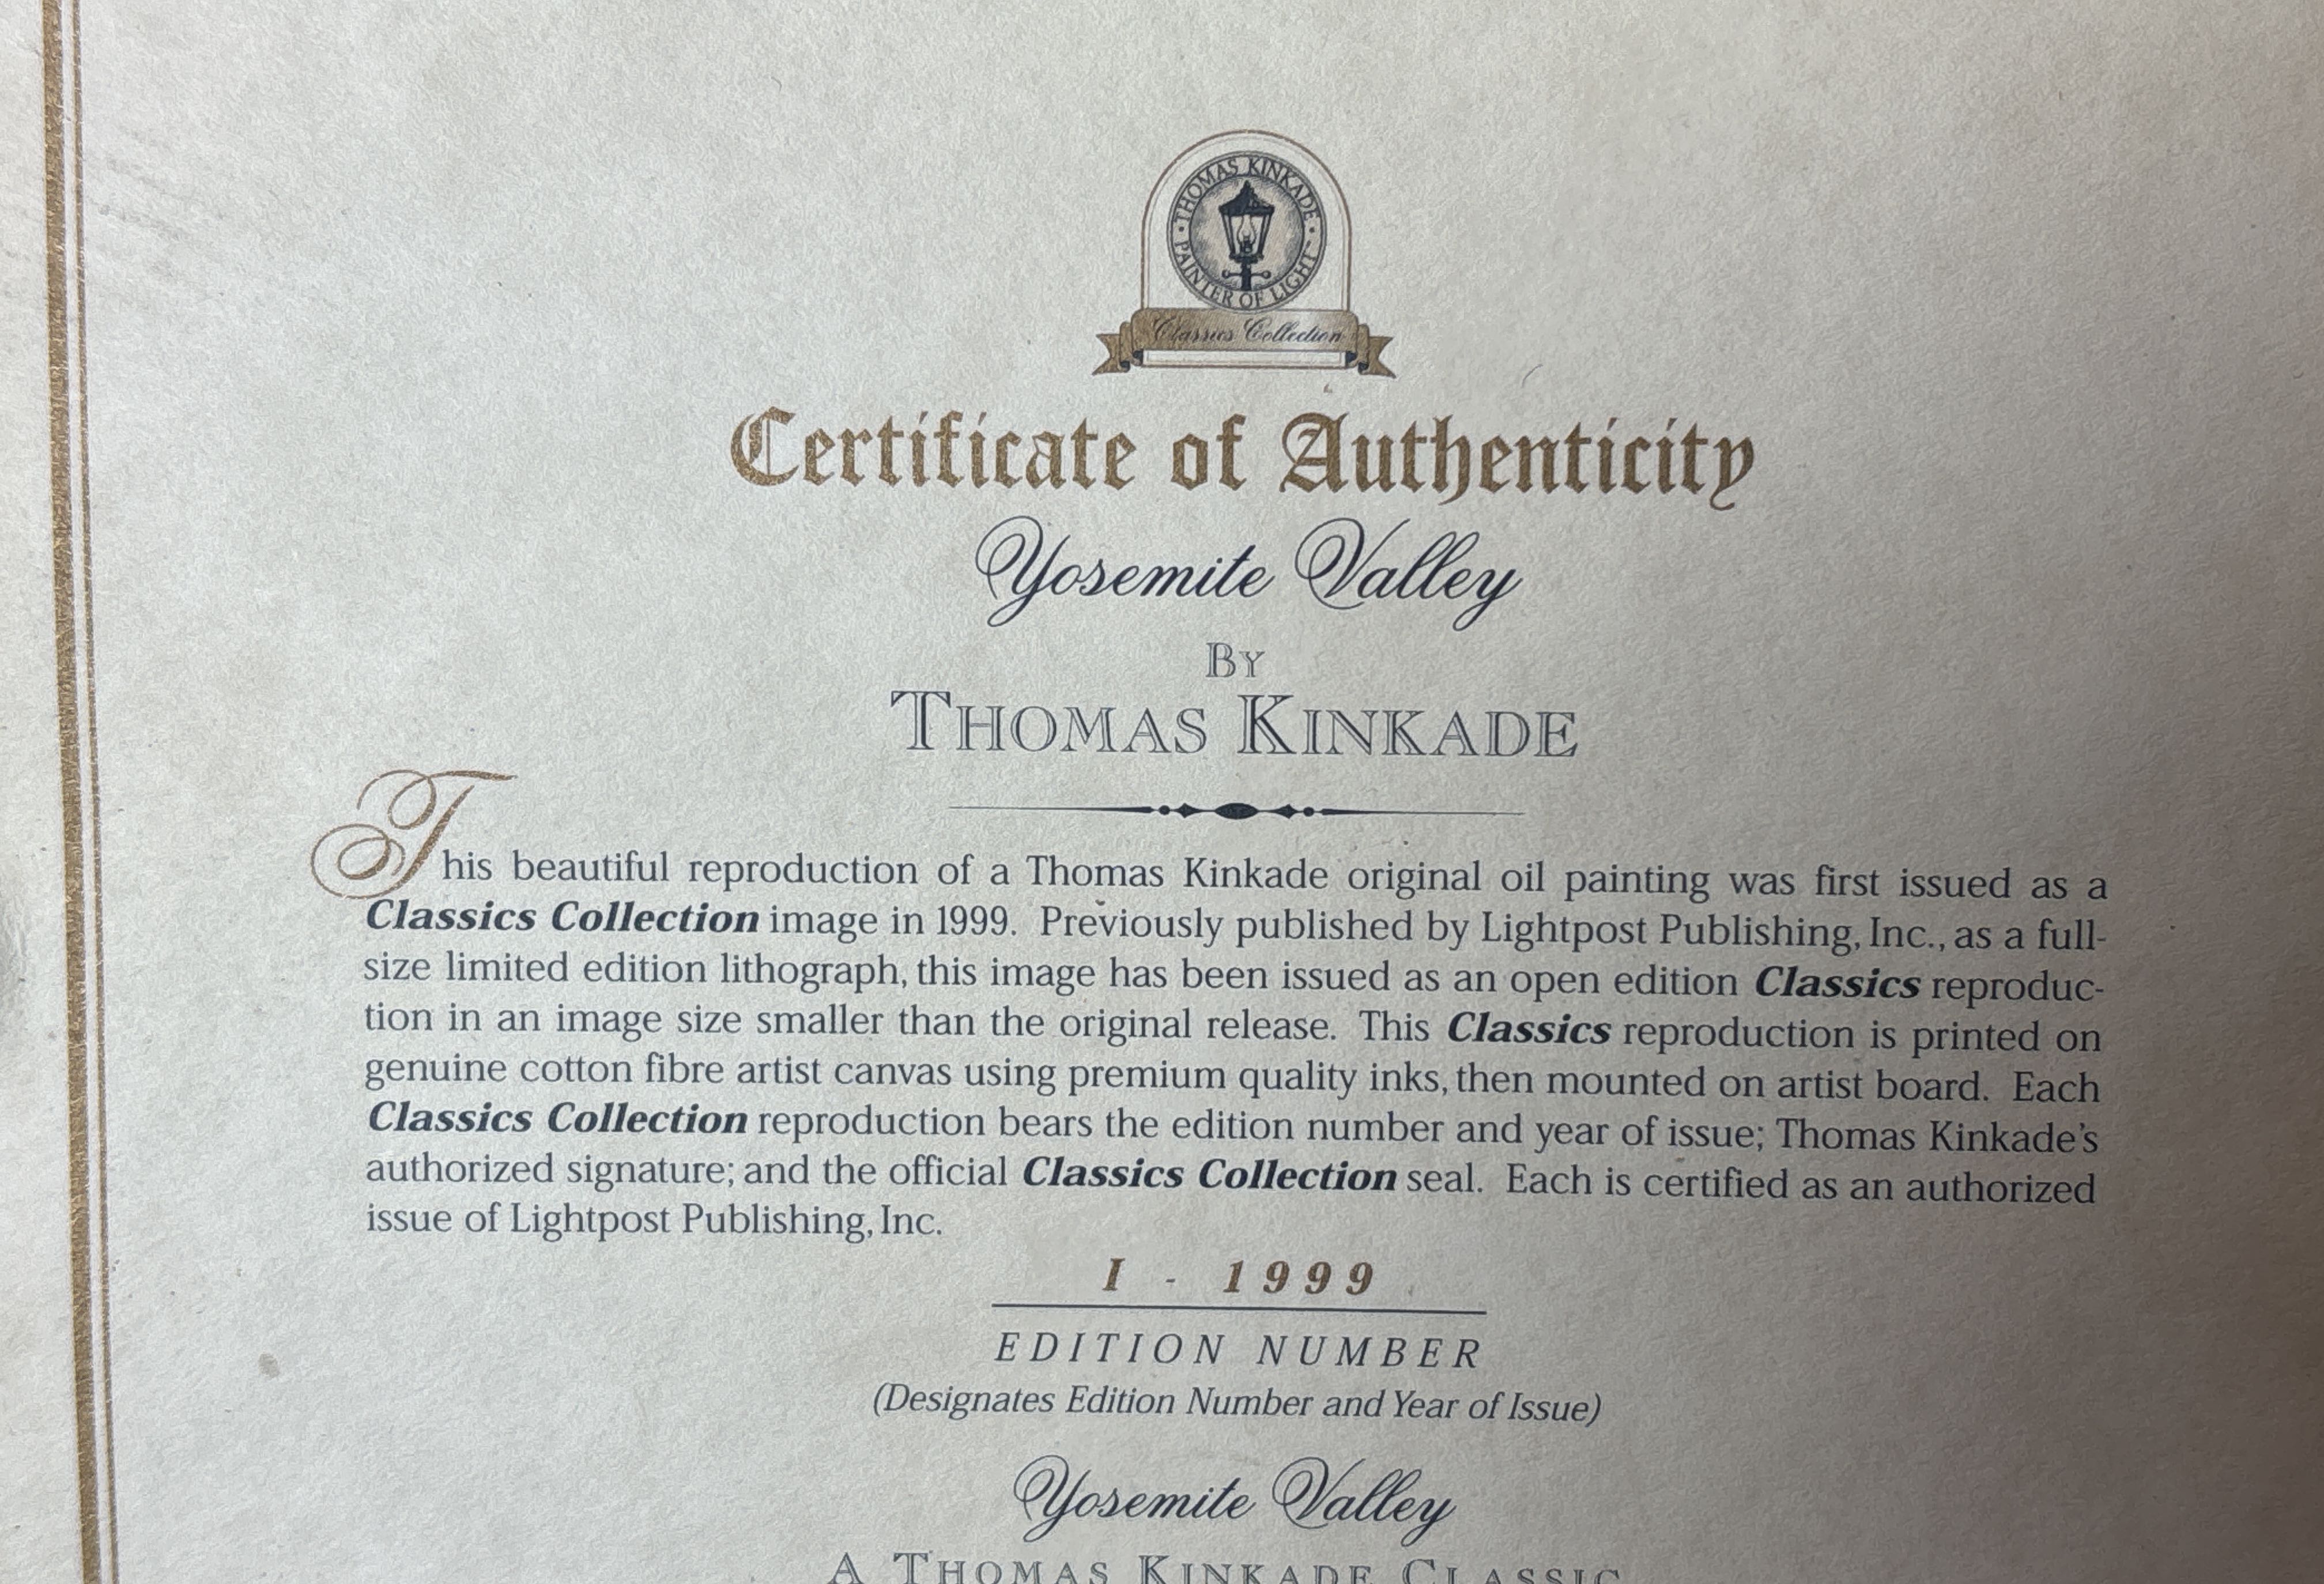 THOMAS KINKADE
PAINTER OF LIGHT
Classics Collection
Certificate of Authenticity
Yosemite Valley
BY
THOMAS KINKADE
This beautiful reproduction of a Thomas Kinkade original oil painting was first issued as a
Classics Collection image in 1999. Previously published by Lightpost Publishing, Inc., as a full-
size limited edition lithograph, this image has been issued as an open edition Classics reproduc-
tion in an image size smaller than the original release. This Classics reproduction is printed on
genuine cotton fibre artist canvas using premium quality inks, then mounted on artist board. Each
Classics Collection reproduction bears the edition number and year of issue; Thomas Kinkade's
authorized signature; and the official Classics Collection seal. Each is certified as an authorized
issue of Lightpost Publishing, Inc.
I - 1999
EDITION NUMBER
(Designates Edition Number and Year of Issue)
Yosemite Valley
A THOMAS KINKADE CLASSIC